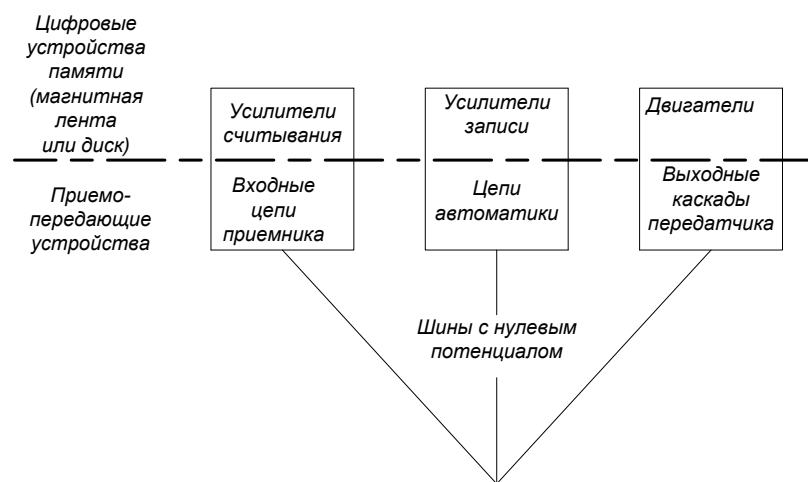 Цифровые
устройства
памяти
(магнитная
лента
или диск)
Усилители
считывания
Усилители
записи
Двигатели
Приемо-
передающие
устройства
Входные
цепи
приемника
Цепи
автоматики
Выходные
каскады
передатчика
Шины с нулевым
потенциалом